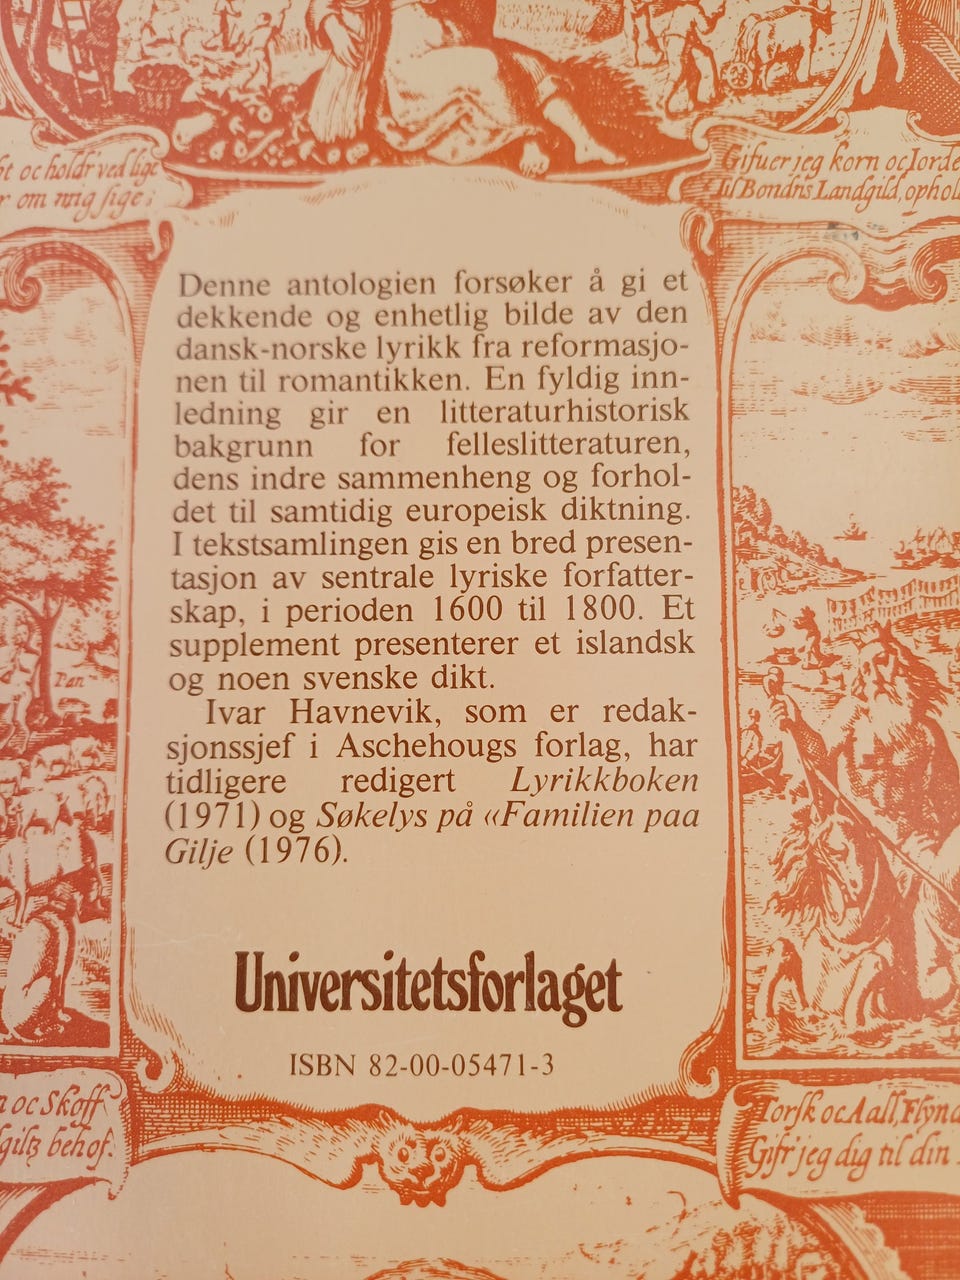 oc holdr ved lige
om mig sige
Gifuer jeg korn oc Jorde
Til Bondns Landgild, ophol
Denne antologien forsøker å gi et
dekkende og enhetlig bilde av den
dansk-norske lyrikk fra reformasjo-
nen til romantikken. En fyldig inn-
ledning gir en litteraturhistorisk
bakgrunn for felleslitteraturen,
dens indre sammenheng og forhol-
det til samtidig europeisk diktning.
I tekstsamlingen gis en bred presen-
tasjon av sentrale lyriske forfatter-
skap, i perioden 1600 til 1800. Et
supplement presenterer et islandsk
og noen svenske dikt.
Ivar Havnevik, som er redak-
sjonssjef i Aschehougs forlag, har
tidligere redigert Lyrikkboken
(1971) og Søkelys på «Familien paa
Gilje (1976).
Pan
Universitetsforlaget
ISBN 82-00-05471-3
oc Skoff
behof.
Torsk oc Aall, Flynd
Gifr jeg dig til din